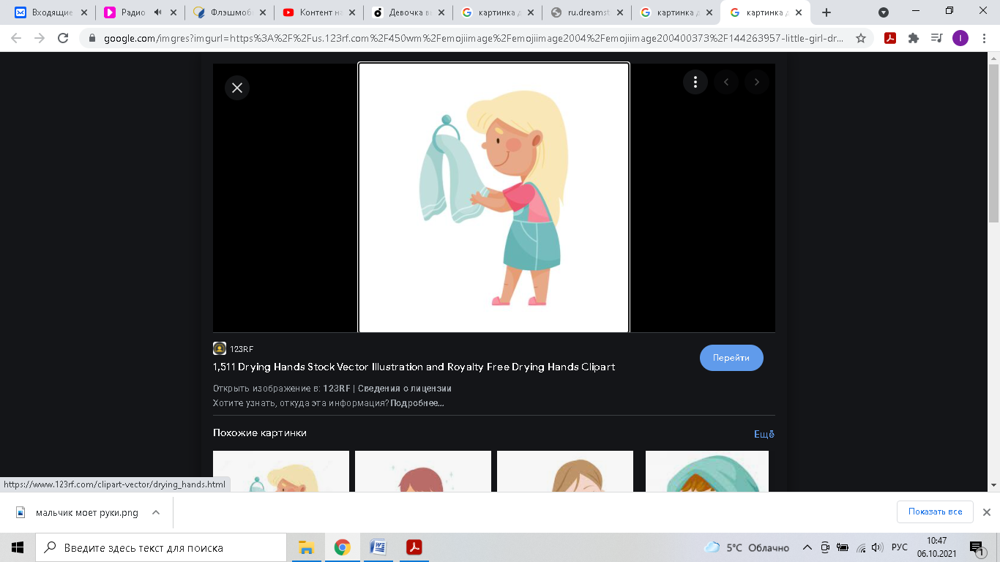 Входящие
Радио
Флэшмоб
Контент на
Девочка вы
картинка д
ru.dreamst
картинка д
картинка д
google.com/imgres?imgurl=https%3A%2F%2Fus.123rf.com%2F450wm%2Femojiimage%2Femojiimage2004%2Femojiimage200400373%2F144263957-little-girl-dr...
I
123RF
1,511 Drying Hands Stock Vector Illustration and Royalty Free Drying Hands Clipart
Перейти
Открыть изображение в: 123RF | Сведения о лицензии
Хотите узнать, откуда эта информация? Подробнее...
Похожие картинки
Ещё
https://www.123rf.com/clipart-vector/drying_hands.html
мальчик моет руки.png
Показать все
Введите здесь текст для поиска
5°C Облачно
РУС
10:47
06.10.2021
1